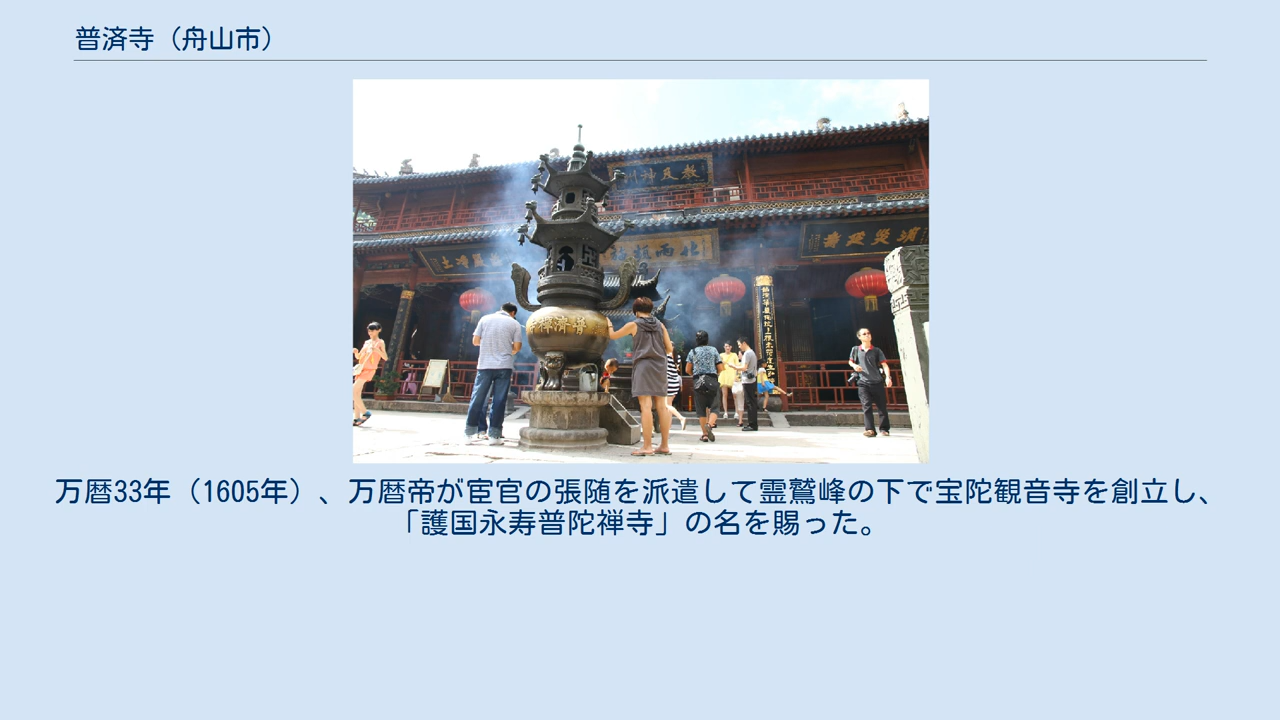 普済寺（舟山市）
万暦33年（1605年）、万暦帝が宦官の張随を派遣して霊鷲峰の下で宝陀観音寺を創立し、
「護国永寿普陀禅寺」の名を賜った。